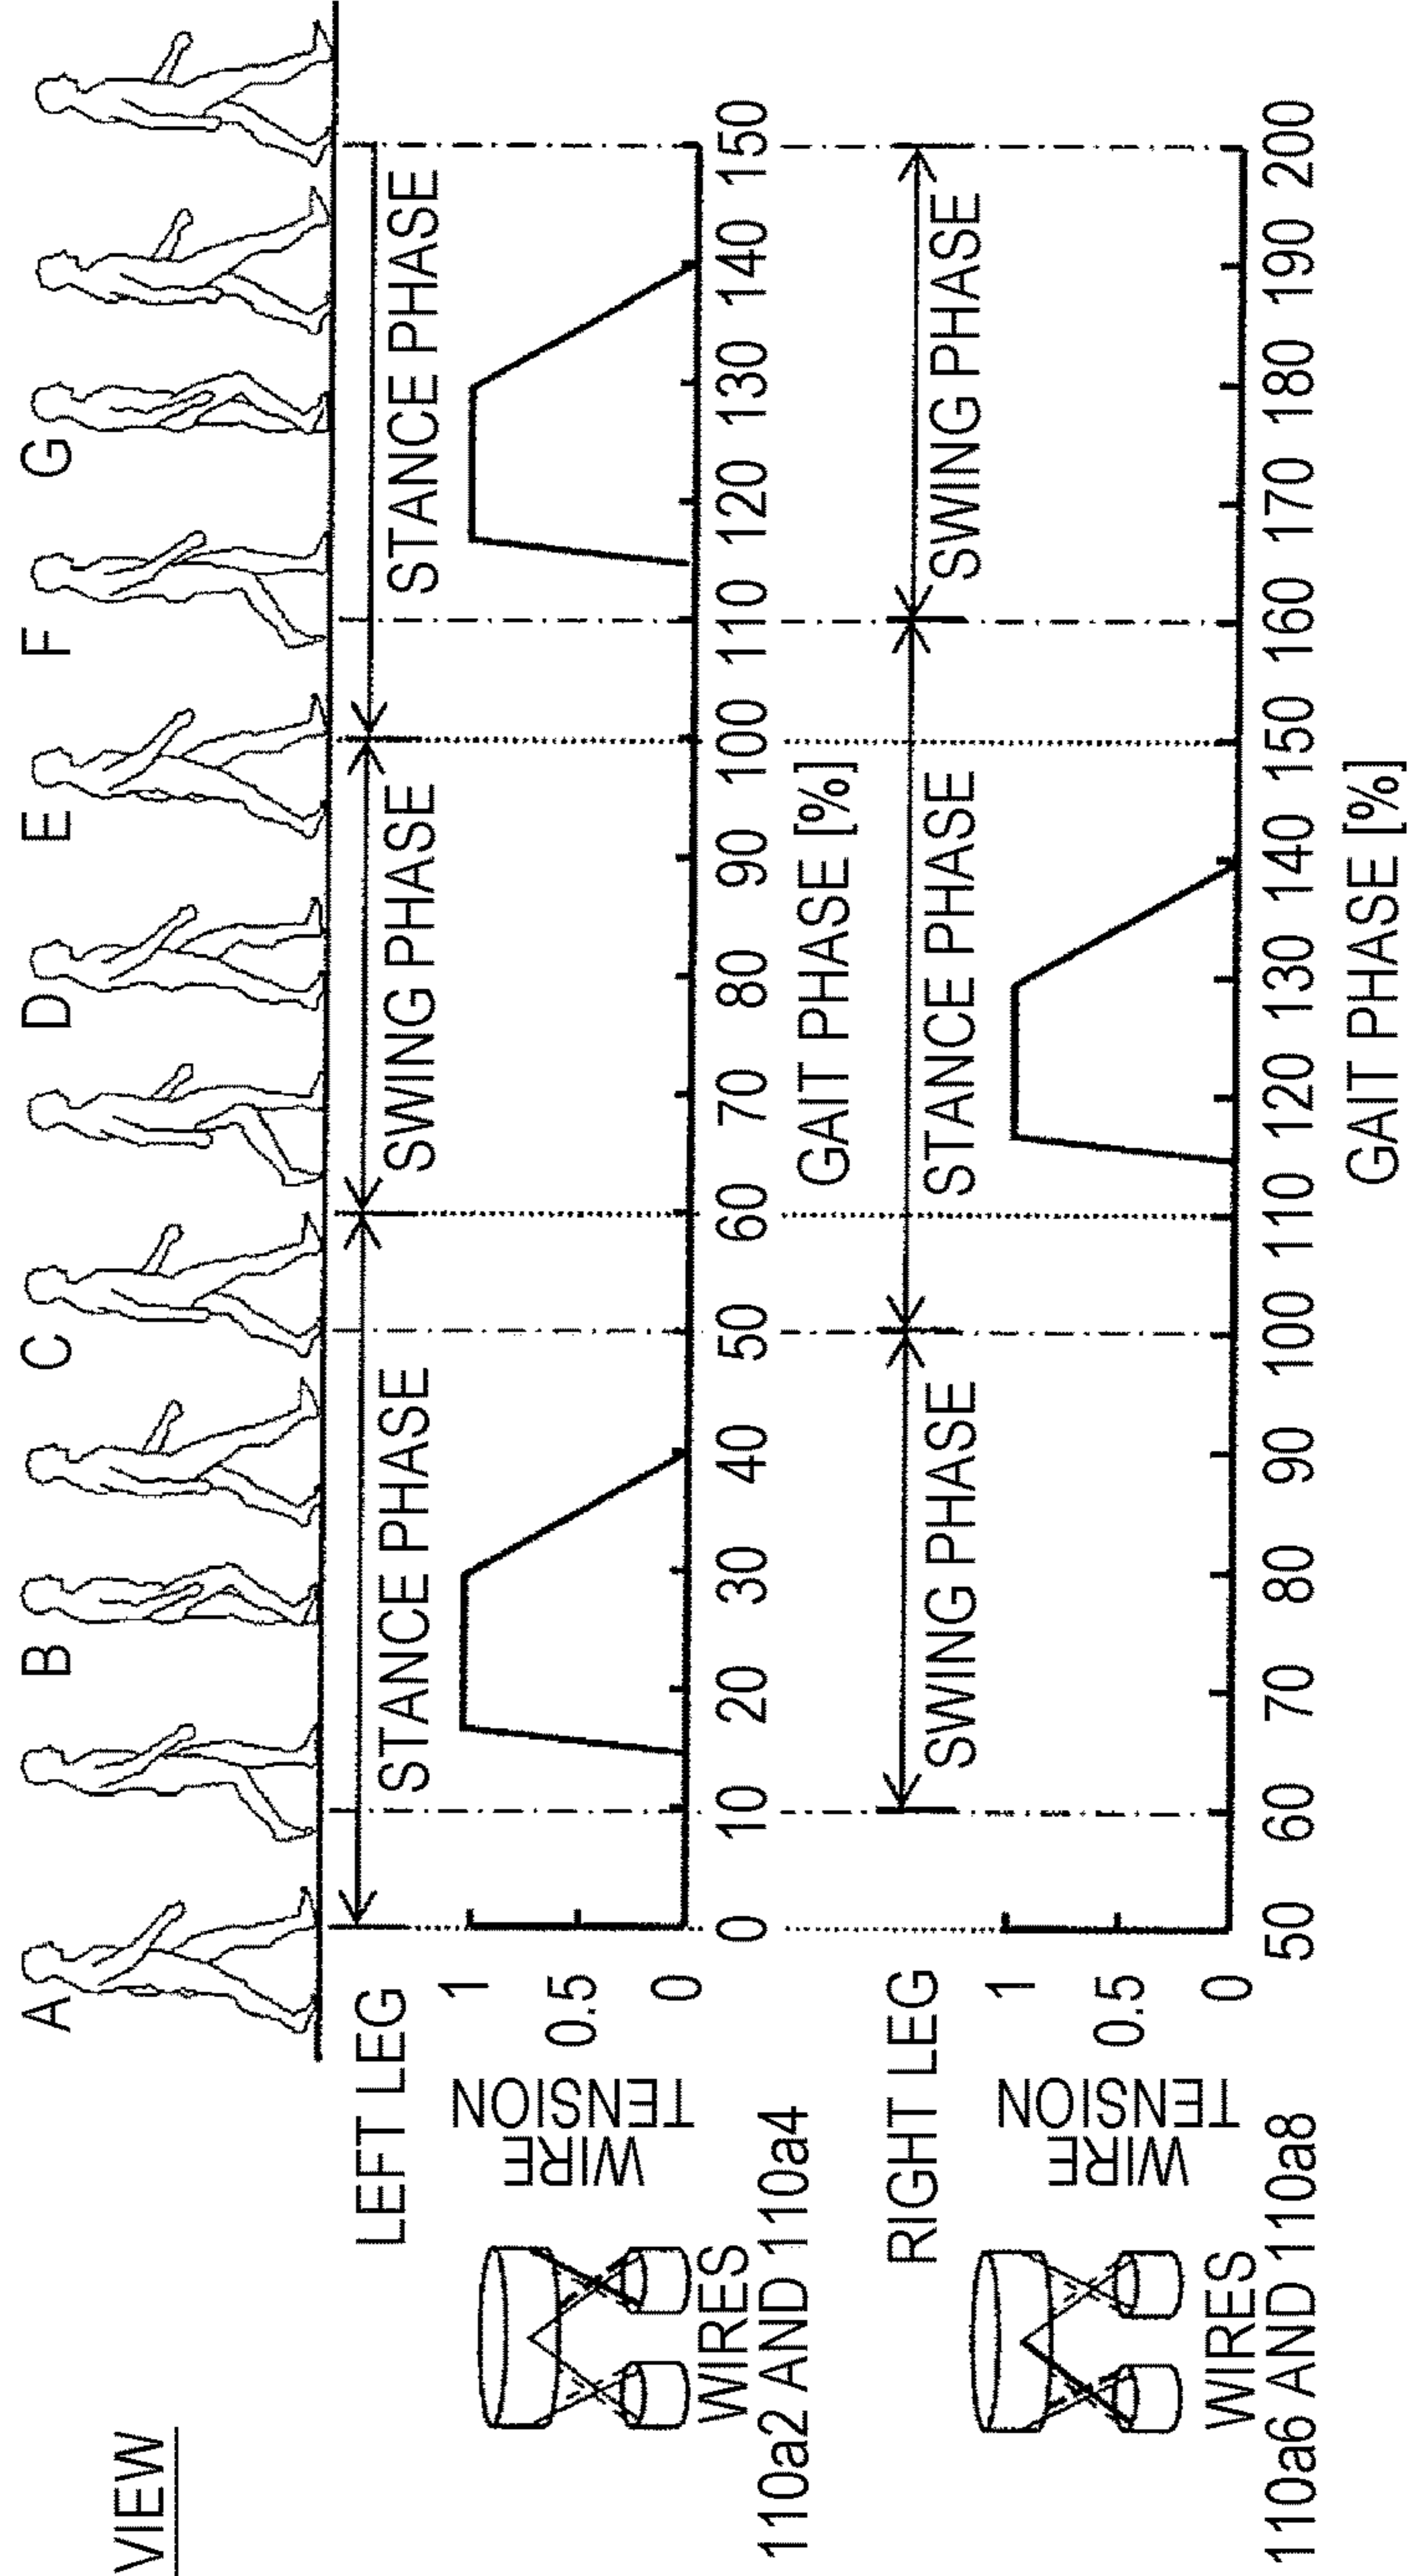 VIEW
A B C D E F G
LEFT LEG
STANCE PHASE SWING PHASE STANCE PHASE
WIRE
TENSION
1
0.5
0
0 10 20 30 40 50 60 70 80 90 100 110 120 130 140 150
GAIT PHASE [%]
WIRES
110a2 AND 110a4
RIGHT LEG
SWING PHASE STANCE PHASE SWING PHASE
WIRE
TENSION
1
0.5
0
50 60 70 80 90 100 110 120 130 140 150 160 170 180 190 200
GAIT PHASE [%]
WIRES
110a6 AND 110a8